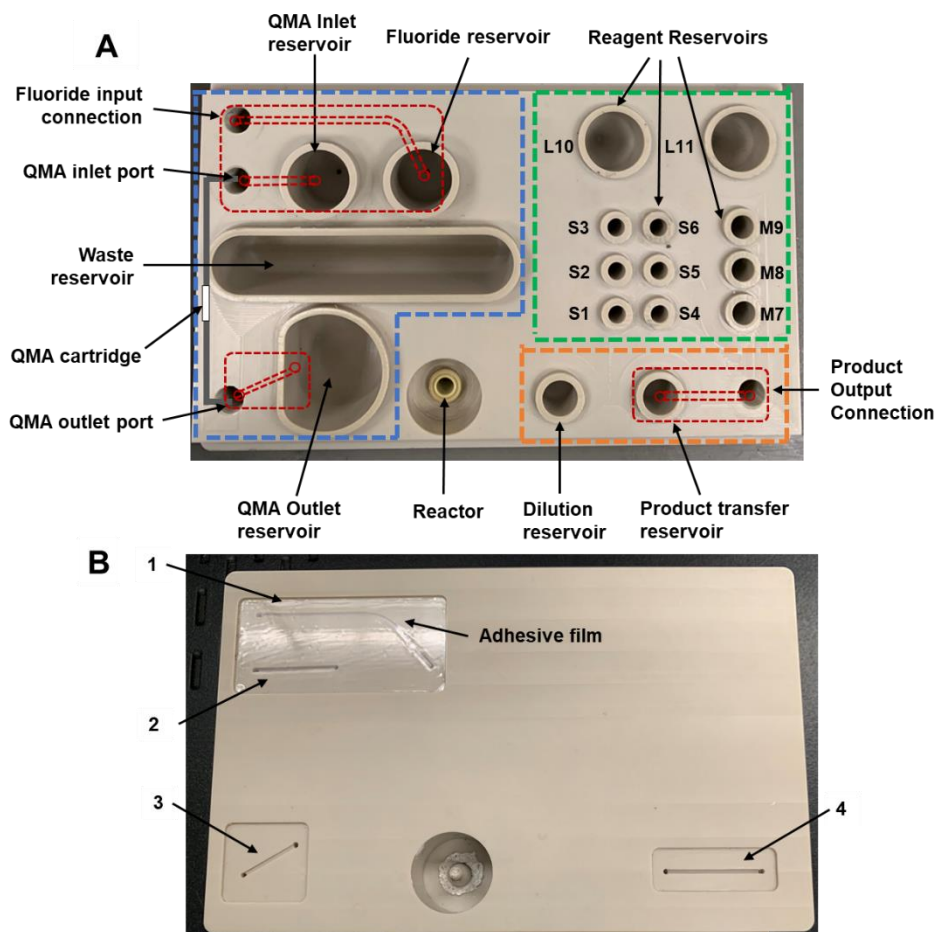 A
QMA Inlet
reservoir
Fluoride reservoir
Reagent Reservoirs
Fluoride input
connection
QMA inlet port
Waste
reservoir
QMA cartridge
QMA outlet port
L10
L11
S3
S6
M9
S2
S5
M8
S1
S4
M7
Product
Output
Connection
QMA Outlet
reservoir
Reactor
Dilution
reservoir
Product transfer
reservoir
B
1
Adhesive film
2
3
4